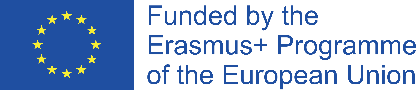 Funded by the
Erasmus+ Programme
of the European Union